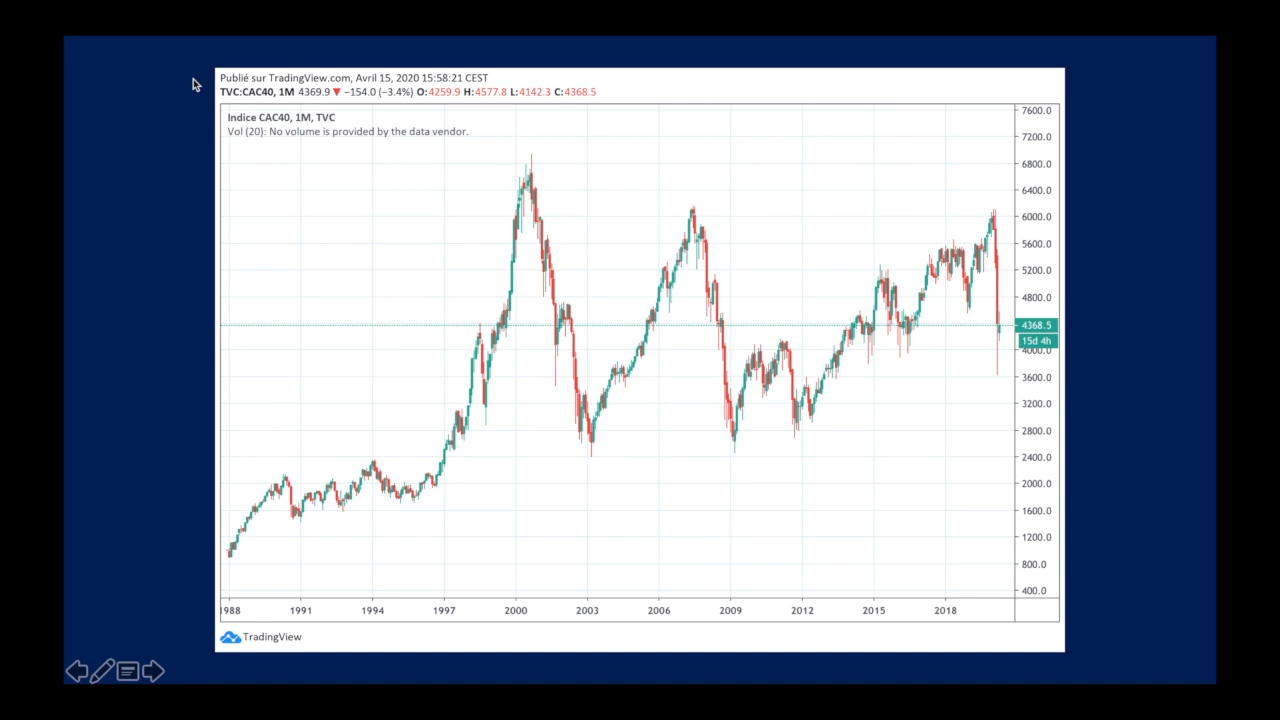 Publié sur TradingView.com, Avril 15, 2020 15:58:21 CEST
TVC:CAC40, 1M 4369.9 ▼ −154.0 (−3.4%) O:4259.9 H:4577.8 L:4142.3 C:4368.5
Indice CAC40, 1M, TVC
Vol (20): No volume is provided by the data vendor.
7600.0
7200.0
6800.0
6400.0
6000.0
5600.0
5200.0
4800.0
4368.5
15d 4h
4000.0
3600.0
3200.0
2800.0
2400.0
2000.0
1600.0
1200.0
800.0
400.0
1988 1991 1994 1997 2000 2003 2006 2009 2012 2015 2018
TradingView